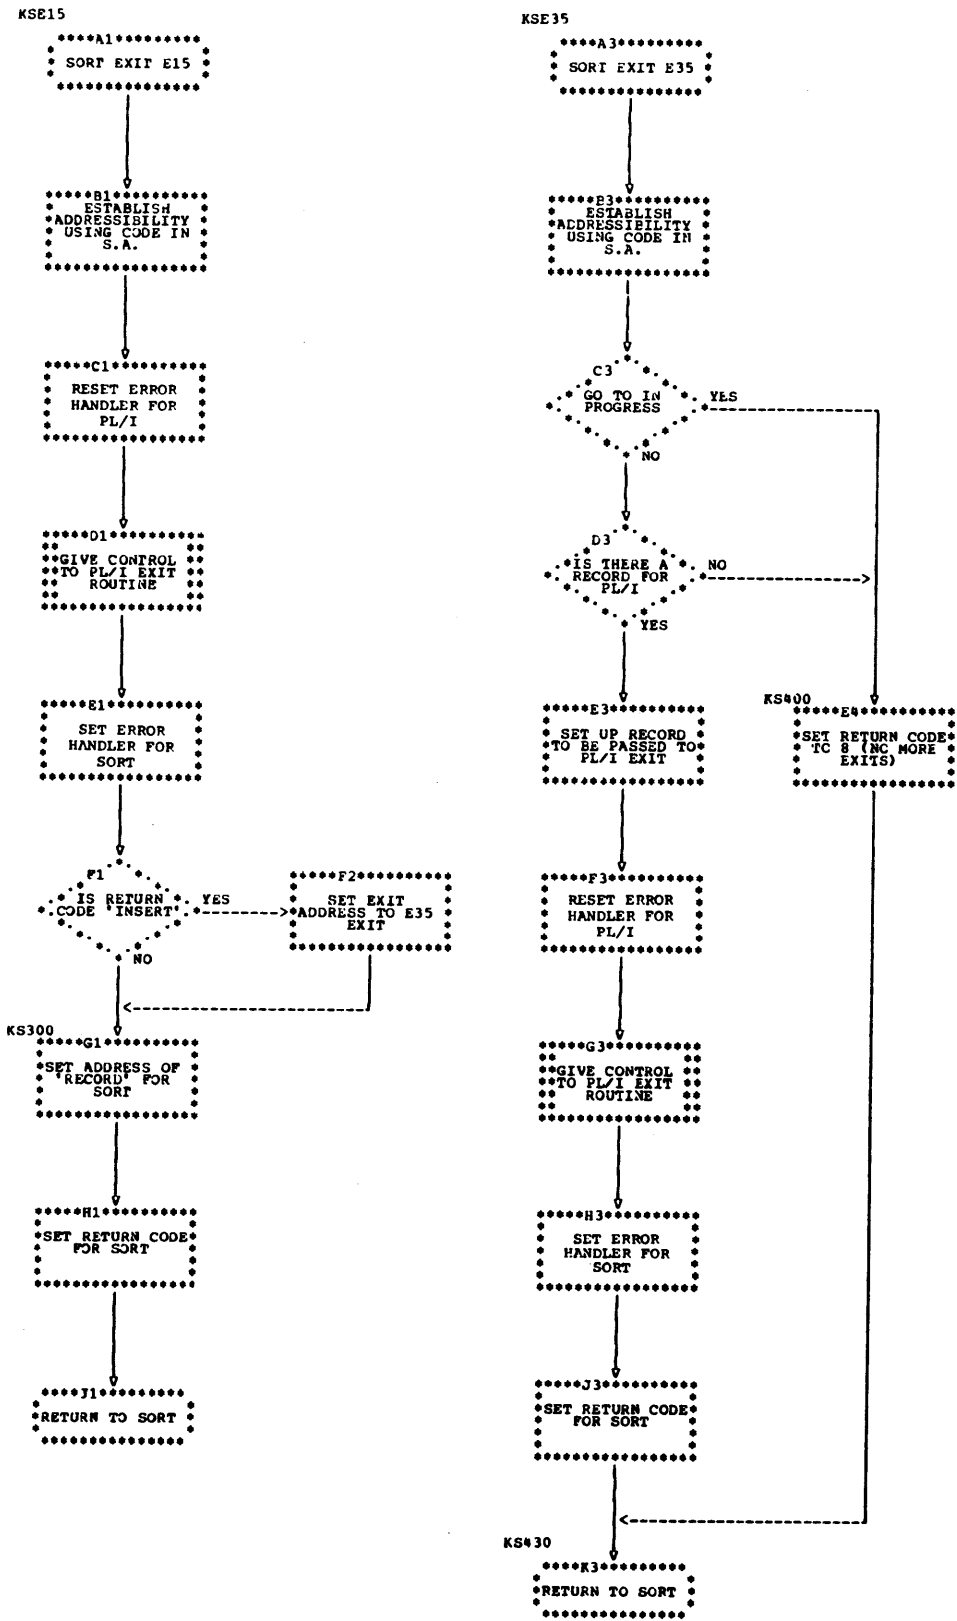 KSE15
A1
SORT EXIT E15
B1
ESTABLISH
ADDRESSIBILITY
USING CODE IN
S.A.
C1
RESET ERROR
HANDLER FOR
PL/I
D1
GIVE CONTROL
TO PL/I EXIT
ROUTINE
E1
SET ERROR
HANDLER FOR
SORT
F1
IS RETURN
CODE 'INSERT'
YES
NO
F2
SET EXIT
ADDRESS TO E35
EXIT
KS300
G1
SET ADDRESS OF
'RECORD' FOR
SORT
H1
SET RETURN CODE
FOR SORT
J1
RETURN TO SORT
KSE35
A3
SORT EXIT E35
B3
ESTABLISH
ADDRESSIBILITY
USING CODE IN
S.A.
C3
GO TO IN
PROGRESS
YES
NO
D3
IS THERE A
RECORD FOR
PL/I
NO
YES
E3
SET UP RECORD
TO BE PASSED TO
PL/I EXIT
KS400
E4
SET RETURN CODE
TC 8 (NC MORE
EXITS)
F3
RESET ERROR
HANDLER FOR
PL/I
G3
GIVE CONTROL
TO PL/I EXIT
ROUTINE
H3
SET ERROR
HANDLER FOR
SORT
J3
SET RETURN CODE
FOR SORT
KS430
K3
RETURN TO SORT